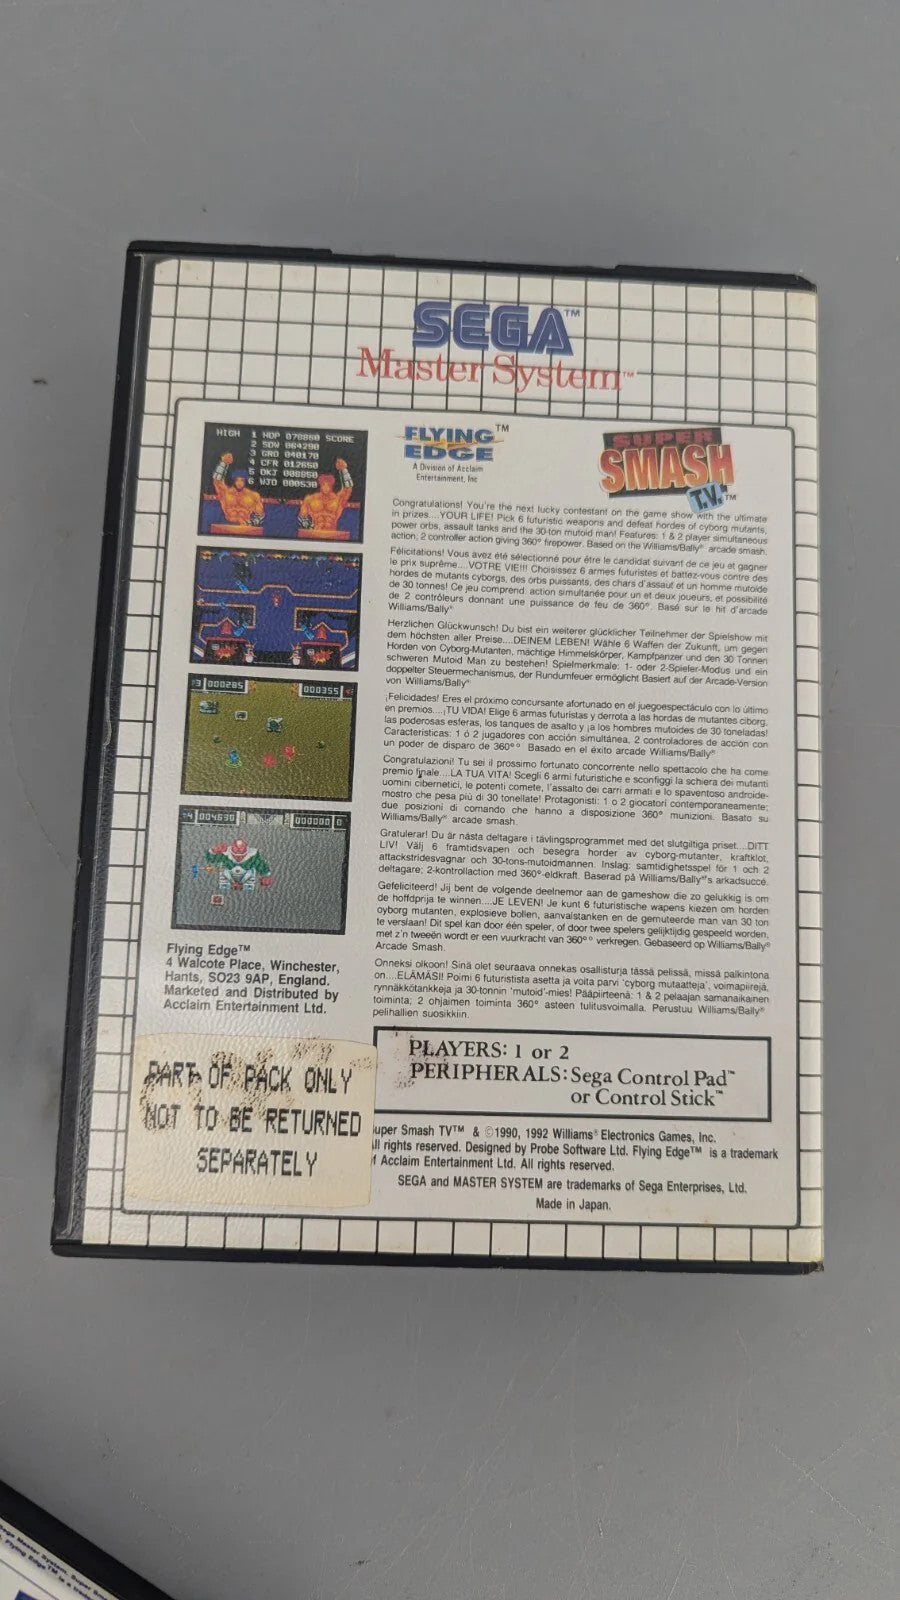 SEGA™
Master System™
HIGH SCORE
1 HDP 078860
2 SDW 064290
3 GRD 040170
4 CFR 012650
5 DKJ 008850
6 WJD 000530
000285
000355
004630
000000 0
FLYING EDGE™
A Division of Acclaim
Entertainment, Inc
SUPER
SMASH
T.V.™
Congratulations! You're the next lucky contestant on the game show with the ultimate
in prizes....YOUR LIFE! Pick 6 futuristic weapons and defeat hordes of cyborg mutants,
power orbs, assault tanks and the 30-ton mutoid man! Features: 1 & 2 player simultaneous
action; 2 controller action giving 360° firepower. Based on the Williams/Bally® arcade smash.
Félicitations! Vous avez été sélectionné pour être le candidat suivant de ce jeu et gagner
le prix suprême....VOTRE VIE!!! Choisissez 6 armes futuristes et battez-vous contre des
hordes de mutants cyborgs, des orbs puissants, des chars d'assaut et un homme mutoide
de 30 tonnes! Ce jeu comprend: action simultanée pour un et deux joueurs, et possibilité
de 2 contrôleurs donnant une puissance de feu de 360°. Basé sur le hit d'arcade
Williams/Bally®
Herzlichen Glückwunsch! Du bist ein weiterer glücklicher Teilnehmer der Spielshow mit
dem höchsten aller Preise....DEINEM LEBEN! Wähle 6 Waffen der Zukunft, um gegen
Horden von Cyborg-Mutanten, mächtige Himmelskörper, Kampfpanzer und den 30 Tonnen
schweren Mutoid Man zu bestehen! Spielmerkmale: 1- oder 2-Spieler-Modus und ein
doppelter Steuermechanismus, der Rundumfeuer ermöglicht Basiert auf der Arcade-Version
von Williams/Bally®
¡Felicidades! Eres el próximo concursante afortunado en el juegoespectáculo con lo último
en premios....¡TU VIDA! Elige 6 armas futuristas y derrota a las hordas de mutantes ciborg,
las poderosas esferas, los tanques de asalto y ¡a los hombres mutoides de 30 toneladas!
Características: 1 ó 2 jugadores con acción simultánea, 2 controladores de acción con
un poder de disparo de 360°° Basado en el éxito arcade Williams/Bally®
Congratulazioni! Tu sei il prossimo fortunato concorrente nello spettacolo che ha come
premio finale....LA TUA VITA! Scegli 6 armi futuristiche e sconfiggi la schiera dei mutanti
uomini cibernetici, le potenti comete, l'assalto dei carri armati e lo spaventoso androide-
mostro che pesa più di 30 tonellate! Protagonisti: 1 o 2 giocatori contemporaneamente;
due posizioni di comando che hanno a disposizione 360° munizioni. Basato su
Williams/Bally® arcade smash.
Gratulerar! Du är nästa deltagare i tävlingsprogrammet med det slutgiltiga priset....DITT
LIV! Välj 6 framtidsvapen och besegra horder av cyborg-mutanter, kraftklot,
attackstridesvagnar och 30-tons-mutoidmannen. Inslag: samtidighetsspel för 1 och 2
deltagare; 2-kontrollaction med 360°-eldkraft. Baserad på Williams/Bally®'s arkadsuccé.
Gefeliciteerd! Jij bent de volgende deelnemor aan de gameshow die zo gelukkig is om
de hoffdprija te winnen....JE LEVEN! Je kunt 6 futuristische wapens kiezen om horden
cyborg mutanten, explosieve bollen, aanvalstanken en de gemuteerde man van 30 ton
te verslaan! Dit spel kan door één speler, of door twee spelers gelijktijdig gespeeld worden,
met z'n tweeën wordt er een vuurkracht van 360°° verkregen. Gebaseerd op Williams/Bally®
Arcade Smash.
Onneksi olkoon! Sinä olet seuraava onnekas osallisturja tässä pelissä, missä palkintona
on....ELÄMÄSI! Poimi 6 futuristista asetta ja voita parvi 'cyborg mutaatteja', voimapiirejä,
rynnäkkötankkeja ja 30-tonnin 'mutoid'-mies! Pääpiirteenä: 1 & 2 pelaajan samanaikainen
toiminta; 2 ohjaimen toiminta 360° asteen tulitusvoimalla. Perustuu Williams/Bally®
pelihallien suosikkiin.
Flying Edge™
4 Walcote Place, Winchester,
Hants, SO23 9AP, England.
Marketed and Distributed by
Acclaim Entertainment Ltd.
PART OF PACK ONLY
NOT TO BE RETURNED
SEPARATELY
PLAYERS: 1 or 2
PERIPHERALS: Sega Control Pad™
or Control Stick™
uper Smash TV™ & ©1990, 1992 Williams® Electronics Games, Inc.
ll rights reserved. Designed by Probe Software Ltd. Flying Edge™ is a trademark
f Acclaim Entertainment Ltd. All rights reserved.
SEGA and MASTER SYSTEM are trademarks of Sega Enterprises, Ltd.
Made in Japan.
Sega Master System, Super
Flying Edge™ is a